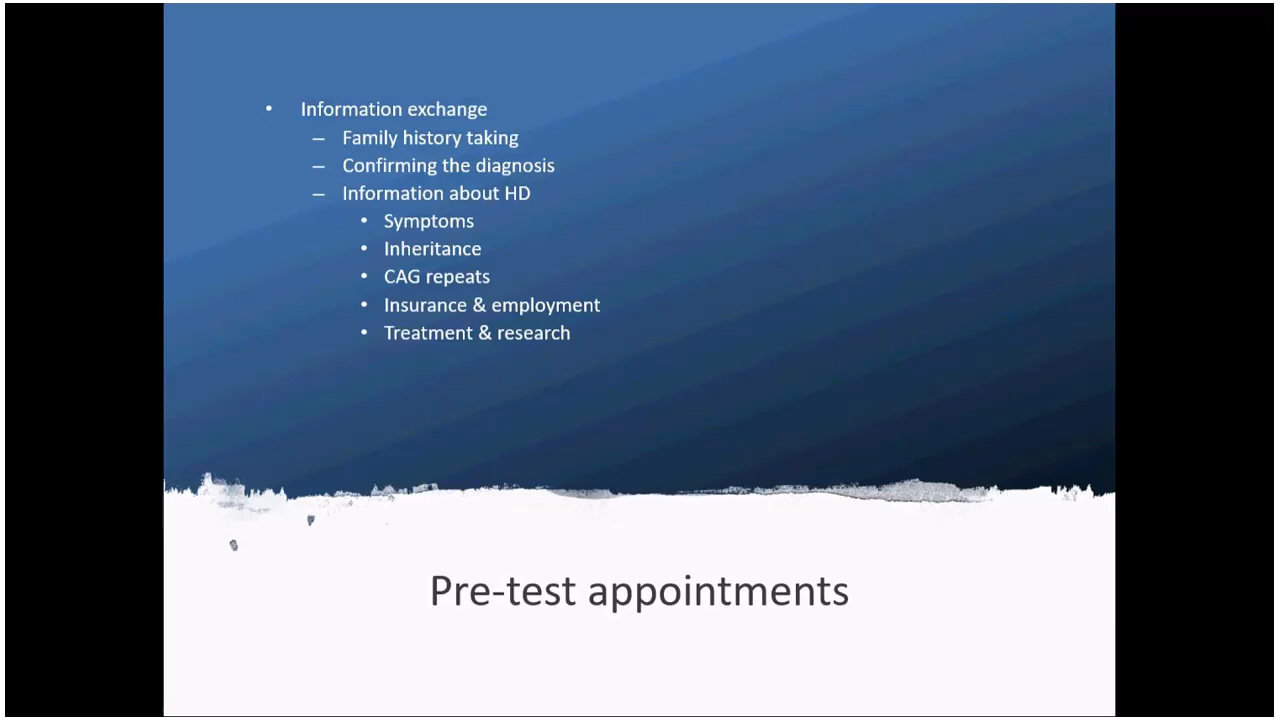 • Information exchange
– Family history taking
– Confirming the diagnosis
– Information about HD
• Symptoms
• Inheritance
• CAG repeats
• Insurance & employment
• Treatment & research
Pre-test appointments